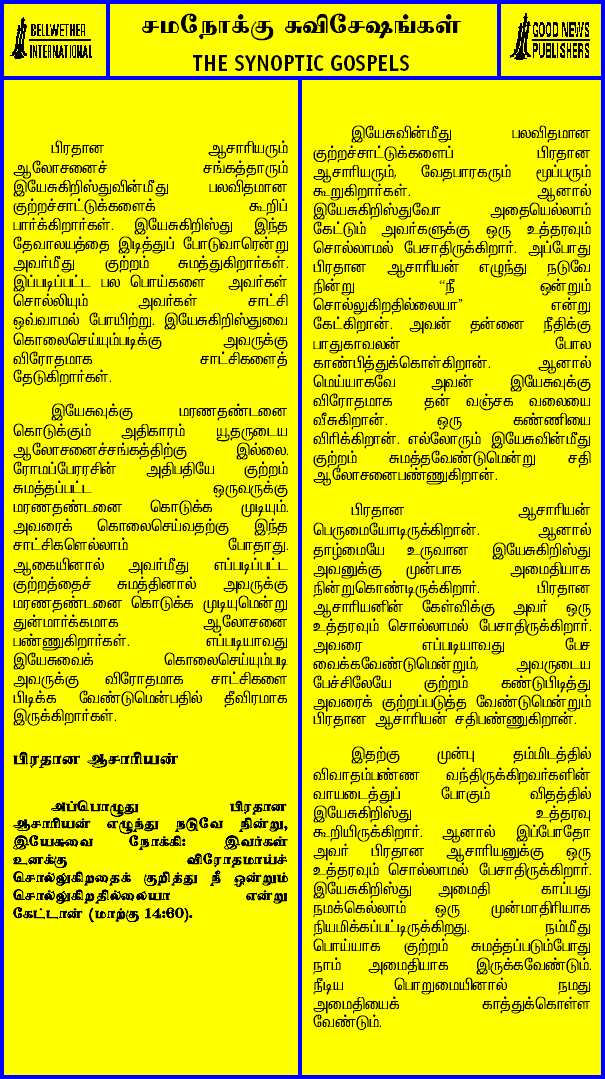 BELLWETHER
INTERNATIONAL
சமநோக்கு சுவிசேஷங்கள்
THE SYNOPTIC GOSPELS
GOOD NEWS
PUBLISHERS
பிரதான ஆசாரியரும்
ஆலோசனைச் சங்கத்தாரும்
இயேசுகிறிஸ்துவின்மீது பலவிதமான
குற்றச்சாட்டுக்களைக் கூறிப்
பார்க்கிறார்கள். இயேசுகிறிஸ்து இந்த
தேவாலயத்தை இடித்துப் போடுவாரென்று
அவர்மீது குற்றம் சுமத்துகிறார்கள்.
இப்படிப்பட்ட பல பொய்களை அவர்கள்
சொல்லியும் அவர்கள் சாட்சி
ஒவ்வாமல் போயிற்று. இயேசுகிறிஸ்துவை
கொலைசெய்யும்படிக்கு அவருக்கு
விரோதமாக சாட்சிகளைத்
தேடுகிறார்கள்.
இயேசுவுக்கு மரணதண்டனை
கொடுக்கும் அதிகாரம் யூதருடைய
ஆலோசனைச்சங்கத்திற்கு இல்லை.
ரோமப்பேரரசின் அதிபதியே குற்றம்
சுமத்தப்பட்ட ஒருவருக்கு
மரணதண்டனை கொடுக்க முடியும்.
அவரைக் கொலைசெய்வதற்கு இந்த
சாட்சிகளெல்லாம் போதாது.
ஆகையினால் அவர்மீது எப்படிப்பட்ட
குற்றத்தைச் சுமத்தினால் அவருக்கு
மரணதண்டனை கொடுக்க முடியுமென்று
துன்மார்க்கமாக ஆலோசனை
பண்ணுகிறார்கள். எப்படியாவது
இயேசுவைக் கொலைசெய்யும்படி
அவருக்கு விரோதமாக சாட்சிகளை
பிடிக்க வேண்டுமென்பதில் தீவிரமாக
இருக்கிறார்கள்.
பிரதான ஆசாரியன்
அப்பொழுது பிரதான
ஆசாரியன் எழுந்து நடுவே நின்று,
இயேசுவை நோக்கி: இவர்கள்
உனக்கு விரோதமாய்ச்
சொல்லுகிறதைக் குறித்து நீ ஒன்றும்
சொல்லுகிறதில்லையா என்று
கேட்டான் (மாற்கு 14:60).
இயேசுவின்மீது பலவிதமான
குற்றச்சாட்டுக்களைப் பிரதான
ஆசாரியரும், வேதபாரகரும் மூப்பரும்
கூறுகிறார்கள். ஆனால்
இயேசுகிறிஸ்துவோ அதையெல்லாம்
கேட்டும் அவர்களுக்கு ஒரு உத்தரவும்
சொல்லாமல் பேசாதிருக்கிறார். அப்போது
பிரதான ஆசாரியன் எழுந்து நடுவே
நின்று “நீ ஒன்றும்
சொல்லுகிறதில்லையா” என்று
கேட்கிறான். அவன் தன்னை நீதிக்கு
பாதுகாவலன் போல
காண்பித்துக்கொள்கிறான். ஆனால்
மெய்யாகவே அவன் இயேசுவுக்கு
விரோதமாக தன் வஞ்சக வலையை
வீசுகிறான். ஒரு கண்ணியை
விரிக்கிறான். எல்லோரும் இயேசுவின்மீது
குற்றம் சுமத்தவேண்டுமென்று சதி
ஆலோசனைபண்ணுகிறான்.
பிரதான ஆசாரியன்
பெருமையோடிருக்கிறான். ஆனால்
தாழ்மையே உருவான இயேசுகிறிஸ்து
அவனுக்கு முன்பாக அமைதியாக
நின்றுகொண்டிருக்கிறார். பிரதான
ஆசாரியனின் கேள்விக்கு அவர் ஒரு
உத்தரவும் சொல்லாமல் பேசாதிருக்கிறார்.
அவரை எப்படியாவது பேச
வைக்கவேண்டுமென்றும், அவருடைய
பேச்சிலேயே குற்றம் கண்டுபிடித்து
அவரைக் குற்றப்படுத்த வேண்டுமென்றும்
பிரதான ஆசாரியன் சதிபண்ணுகிறான்.
இதற்கு முன்பு தம்மிடத்தில்
விவாதம்பண்ண வந்திருக்கிறவர்களின்
வாயடைத்துப் போகும் விதத்தில்
இயேசுகிறிஸ்து உத்தரவு
கூறியிருக்கிறார். ஆனால் இப்போதோ
அவர் பிரதான ஆசாரியனுக்கு ஒரு
உத்தரவும் சொல்லாமல் பேசாதிருக்கிறார்.
இயேசுகிறிஸ்து அமைதி காப்பது
நமக்கெல்லாம் ஒரு முன்மாதிரியாக
நியமிக்கப்பட்டிருக்கிறது. நம்மீது
பொய்யாக குற்றம் சுமத்தப்படும்போது
நாம் அமைதியாக இருக்கவேண்டும்.
நீடிய பொறுமையினால் நமது
அமைதியைக் காத்துக்கொள்ள
வேண்டும்.